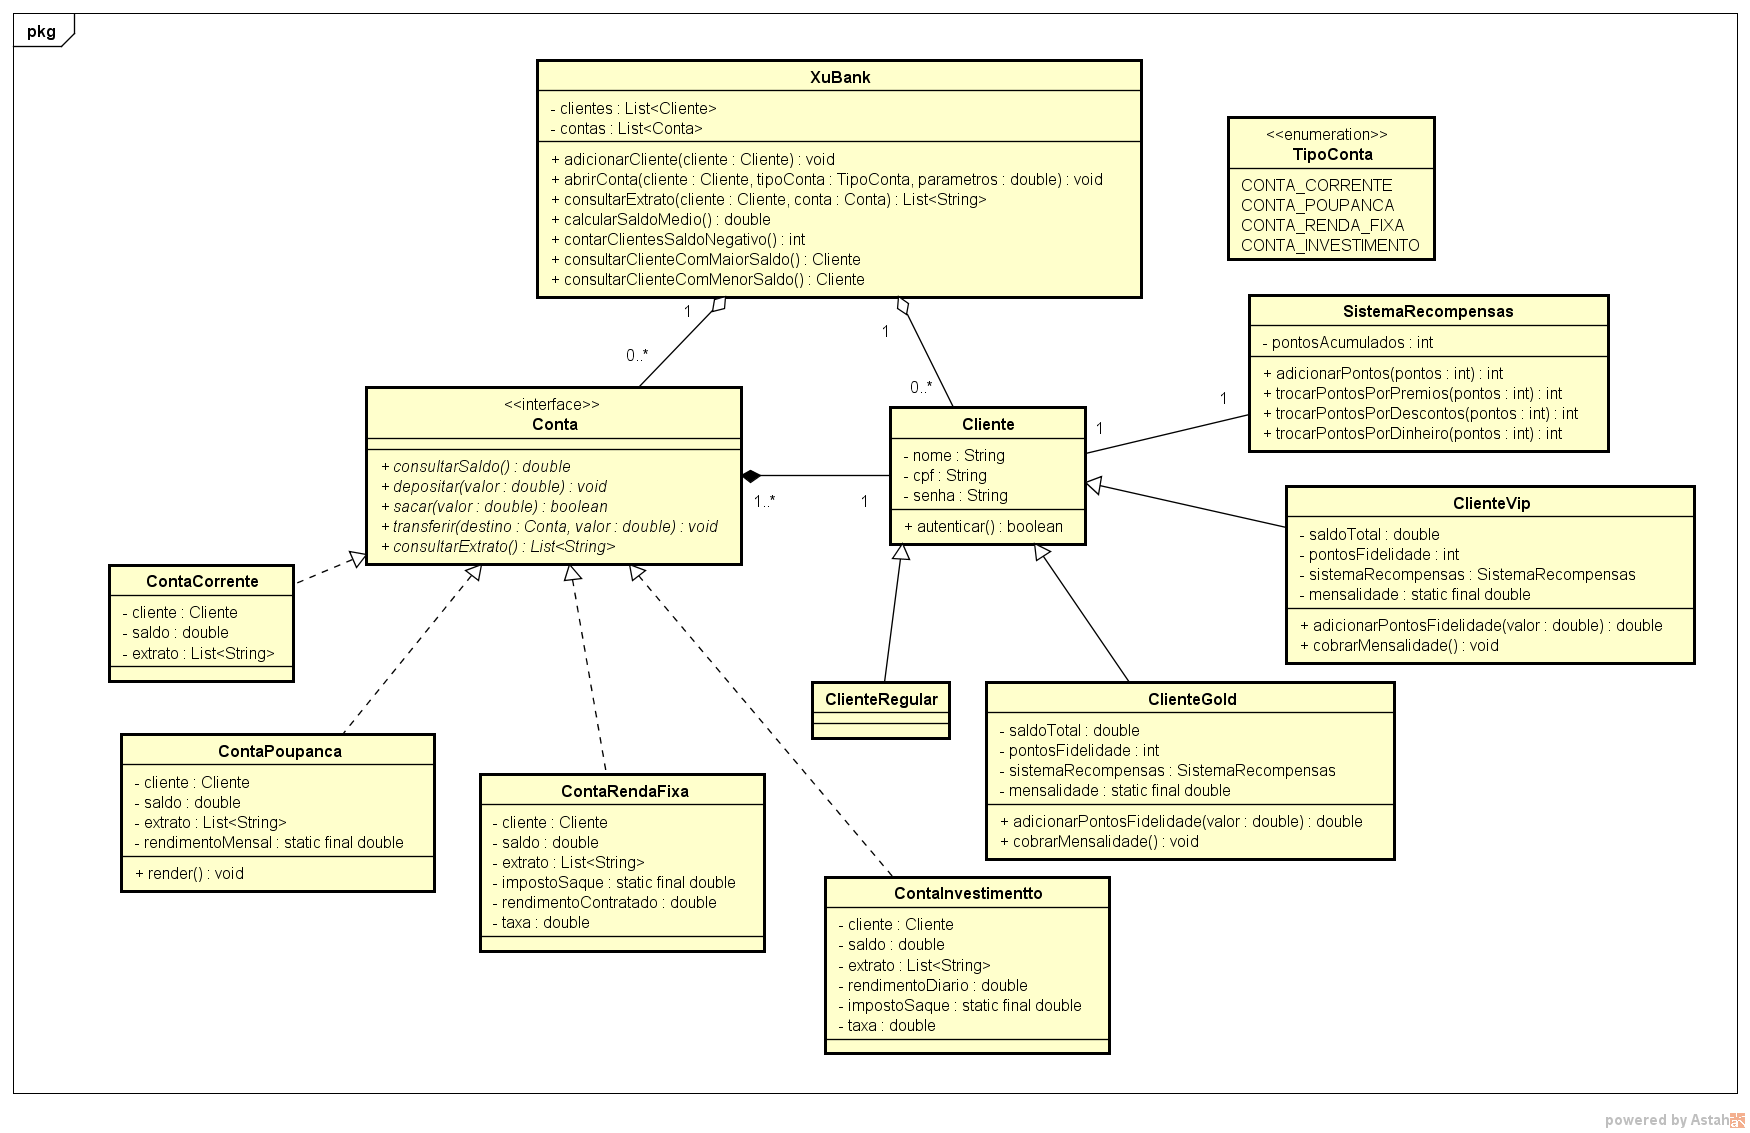 pkg
XuBank
- clientes : List<Cliente>
- contas : List<Conta>
+ adicionarCliente(cliente : Cliente) : void
+ abrirConta(cliente : Cliente, tipoConta : TipoConta, parametros : double) : void
+ consultarExtrato(cliente : Cliente, conta : Conta) : List<String>
+ calcularSaldoMedio() : double
+ contarClientesSaldoNegativo() : int
+ consultarClienteComMaiorSaldo() : Cliente
+ consultarClienteComMenorSaldo() : Cliente
<<enumeration>>
TipoConta
CONTA_CORRENTE
CONTA_POUPANCA
CONTA_RENDA_FIXA
CONTA_INVESTIMENTO
1
0..*
1
0..*
SistemaRecompensas
- pontosAcumulados : int
+ adicionarPontos(pontos : int) : int
+ trocarPontosPorPremios(pontos : int) : int
+ trocarPontosPorDescontos(pontos : int) : int
+ trocarPontosPorDinheiro(pontos : int) : int
1
1
<<interface>>
Conta
+ consultarSaldo() : double
+ depositar(valor : double) : void
+ sacar(valor : double) : boolean
+ transferir(destino : Conta, valor : double) : void
+ consultarExtrato() : List<String>
1..*
1
Cliente
- nome : String
- cpf : String
- senha : String
+ autenticar() : boolean
ClienteVip
- saldoTotal : double
- pontosFidelidade : int
- sistemaRecompensas : SistemaRecompensas
- mensalidade : static final double
+ adicionarPontosFidelidade(valor : double) : double
+ cobrarMensalidade() : void
ContaCorrente
- cliente : Cliente
- saldo : double
- extrato : List<String>
ClienteRegular
ClienteGold
- saldoTotal : double
- pontosFidelidade : int
- sistemaRecompensas : SistemaRecompensas
- mensalidade : static final double
+ adicionarPontosFidelidade(valor : double) : double
+ cobrarMensalidade() : void
ContaPoupanca
- cliente : Cliente
- saldo : double
- extrato : List<String>
- rendimentoMensal : static final double
+ render() : void
ContaRendaFixa
- cliente : Cliente
- saldo : double
- extrato : List<String>
- impostoSaque : static final double
- rendimentoContratado : double
- taxa : double
ContaInvestimentto
- cliente : Cliente
- saldo : double
- extrato : List<String>
- rendimentoDiario : double
- impostoSaque : static final double
- taxa : double
powered by Astah